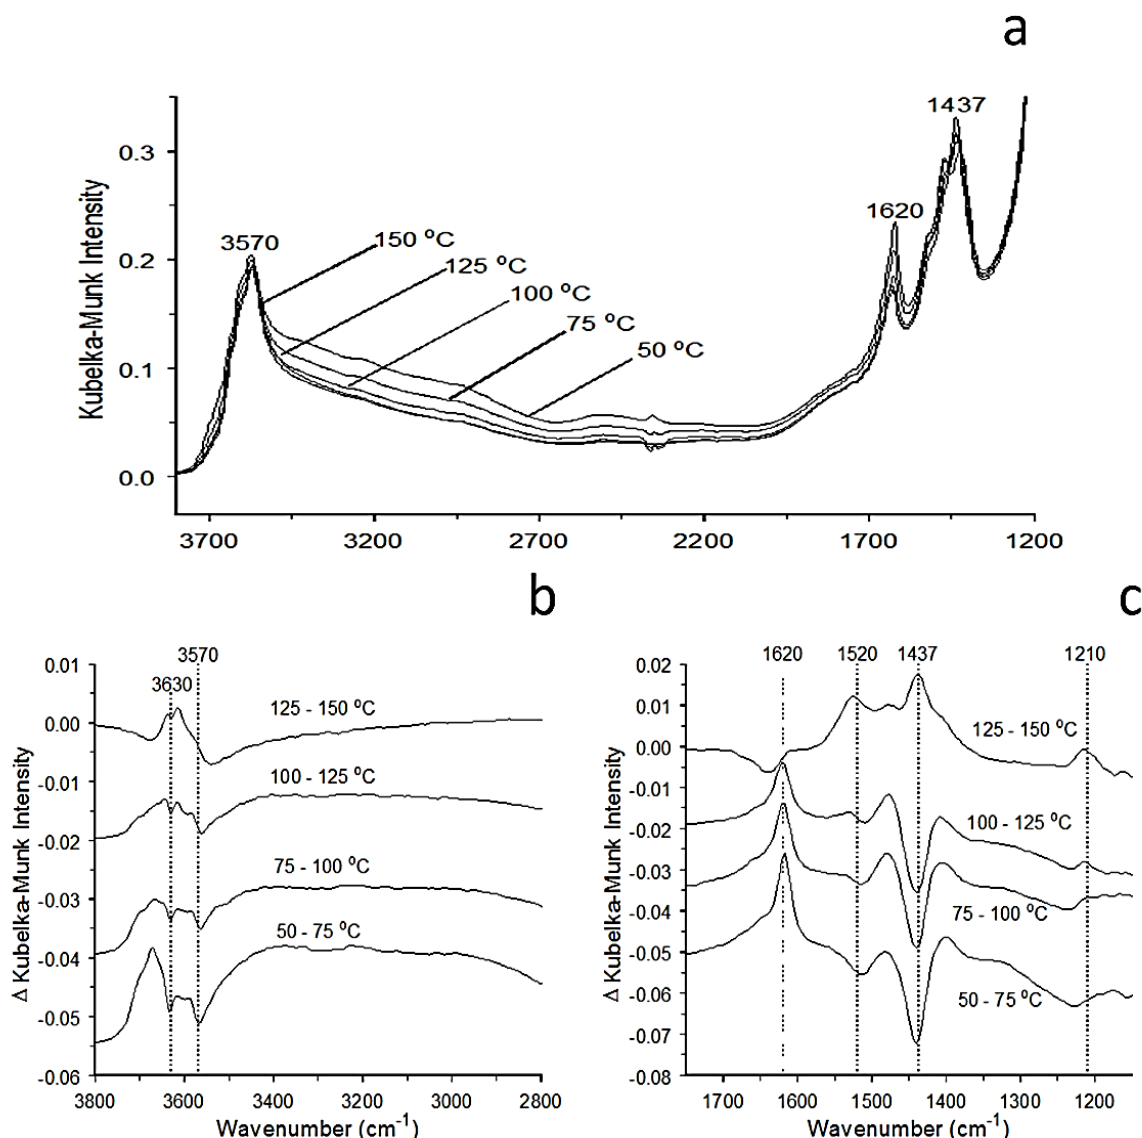 a
1437
0.3
1620
3570
150 °C
0.2
125 °C
100 °C
75 °C
50 °C
0.1
0.0
Kubelka-Munk Intensity
3700 3200 2700 2200 1700 1200
b
3570
3630
0.01
0.00
-0.01
-0.02
-0.03
-0.04
-0.05
-0.06
125 - 150 °C
100 - 125 °C
75 - 100 °C
50 - 75 °C
Δ Kubelka-Munk Intensity
3800 3600 3400 3200 3000 2800
Wavenumber (cm⁻¹)
c
1620 1520 1437 1210
0.02
0.01
0.00
-0.01
-0.02
-0.03
-0.04
-0.05
-0.06
-0.07
-0.08
125 - 150 °C
100 - 125 °C
75 - 100 °C
50 - 75 °C
Δ Kubelka-Munk Intensity
1700 1600 1500 1400 1300 1200
Wavenumber (cm⁻¹)